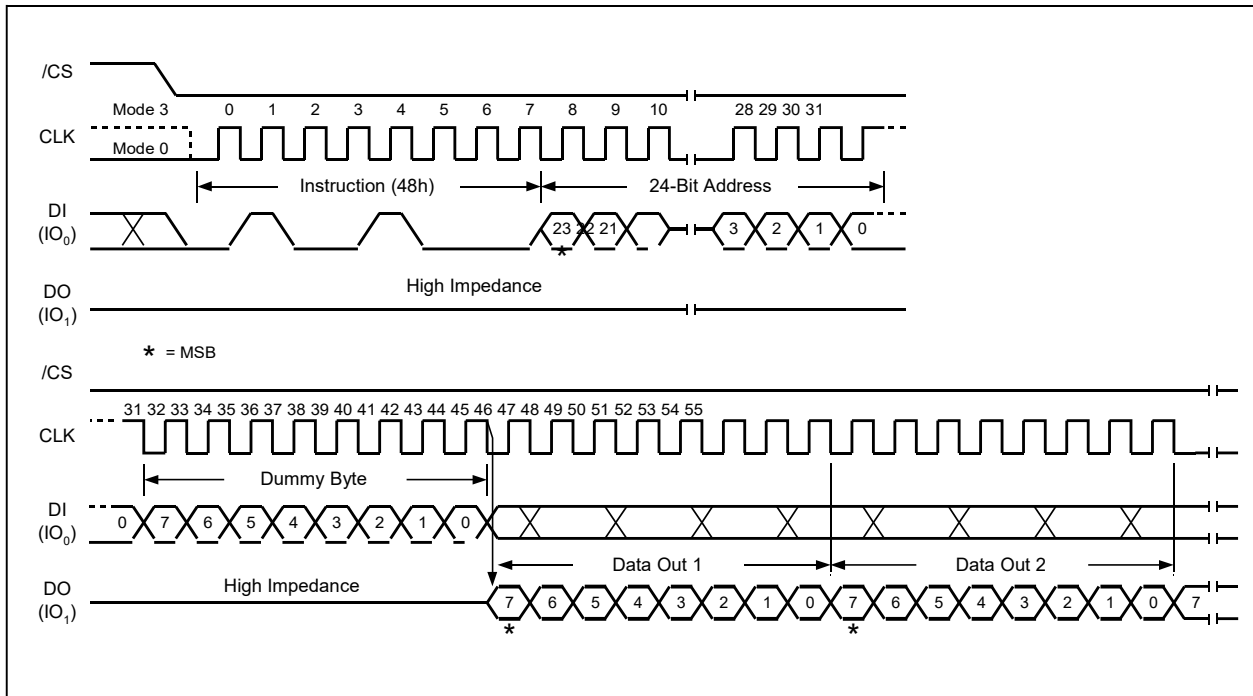 /CS
Mode 3 0 1 2 3 4 5 6 7 8 9 10 28 29 30 31
CLK
Mode 0
Instruction (48h) 24-Bit Address
DI
(IO0) 23 22 21 3 2 1 0
*
High Impedance
DO
(IO1)
* = MSB
/CS
31 32 33 34 35 36 37 38 39 40 41 42 43 44 45 46 47 48 49 50 51 52 53 54 55
CLK
Dummy Byte
DI
(IO0) 0 7 6 5 4 3 2 1 0
Data Out 1 Data Out 2
High Impedance
DO
(IO1) 7 6 5 4 3 2 1 0 7 6 5 4 3 2 1 0 7
* *